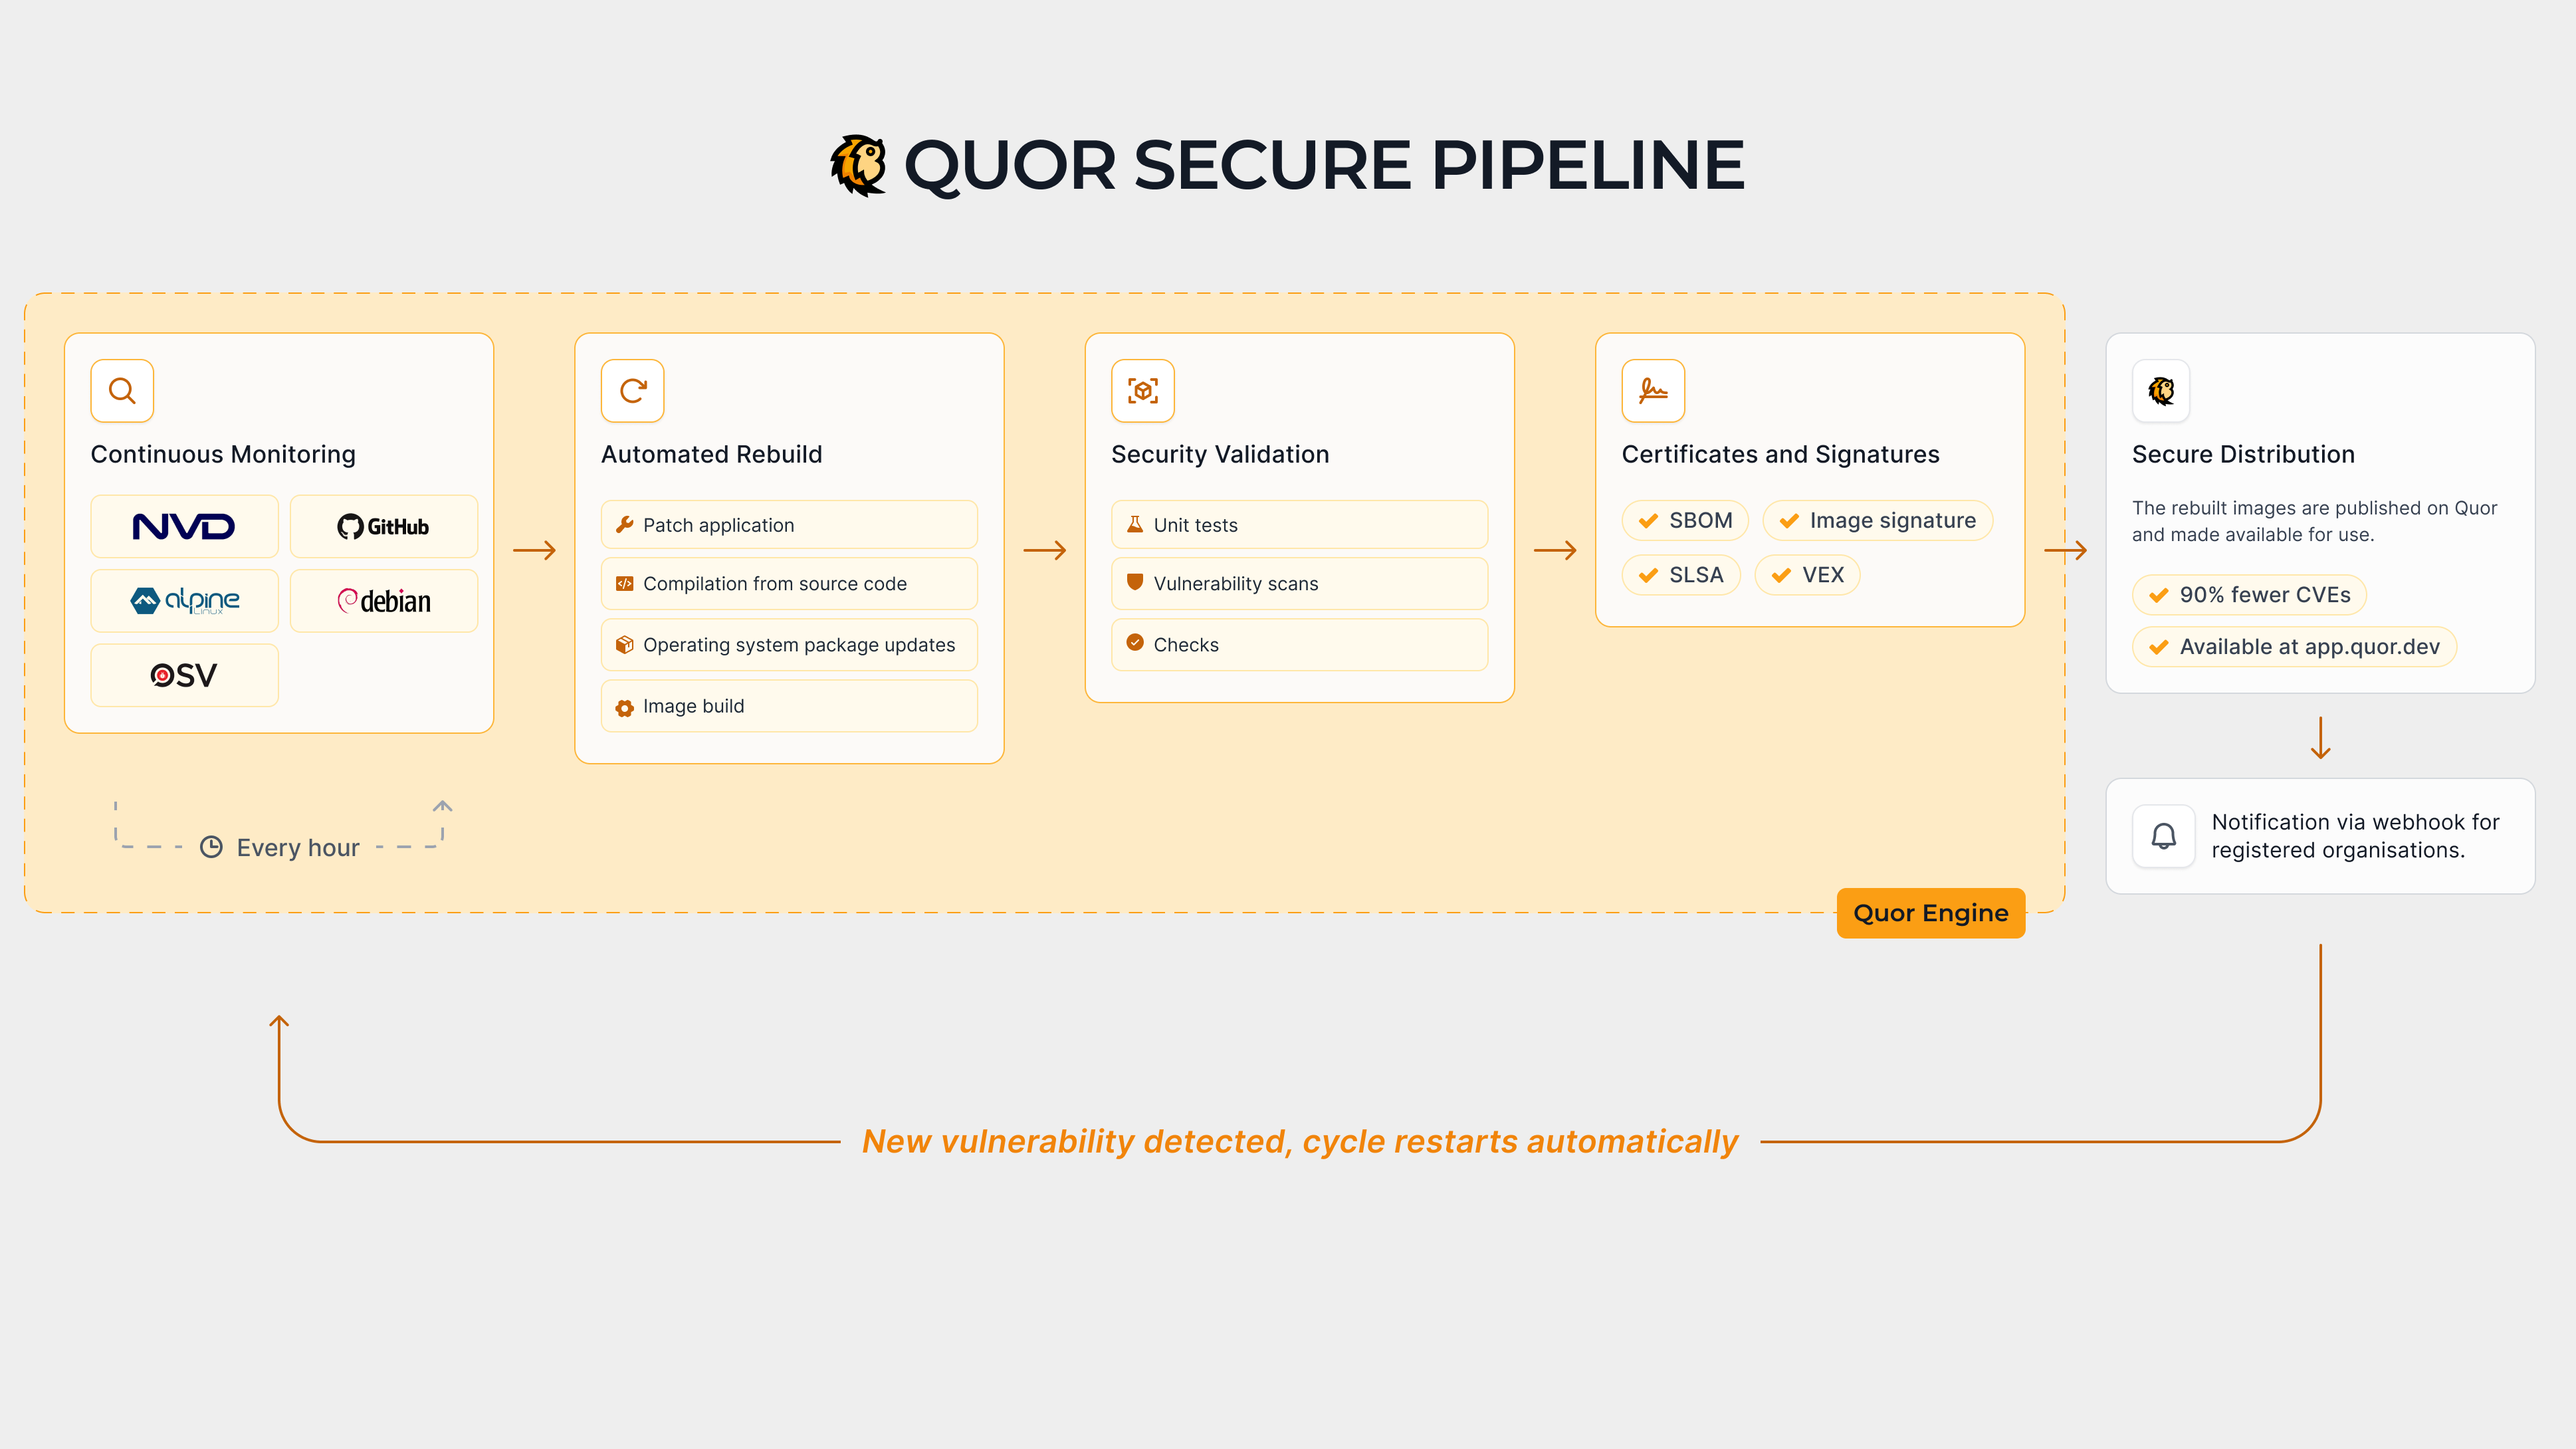 QUOR SECURE PIPELINE
Continuous Monitoring
NVD
GitHub
alpine
LINUX
debian
OSV
Every hour
Automated Rebuild
Patch application
Compilation from source code
Operating system package updates
Image build
Security Validation
Unit tests
Vulnerability scans
Checks
Certificates and Signatures
SBOM
Image signature
SLSA
VEX
Quor Engine
Secure Distribution
The rebuilt images are published on Quor
and made available for use.
90% fewer CVEs
Available at app.quor.dev
Notification via webhook for
registered organisations.
New vulnerability detected, cycle restarts automatically